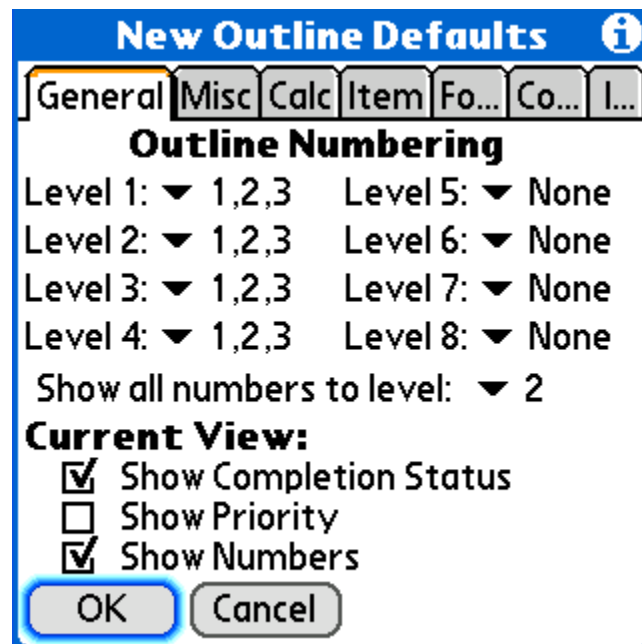 New Outline Defaults i
General Misc Calc Item Fo... Co... I...
Outline Numbering
Level 1: 1,2,3 Level 5: None
Level 2: 1,2,3 Level 6: None
Level 3: 1,2,3 Level 7: None
Level 4: 1,2,3 Level 8: None
Show all numbers to level: 2
Current View:
Show Completion Status
Show Priority
Show Numbers
OK Cancel